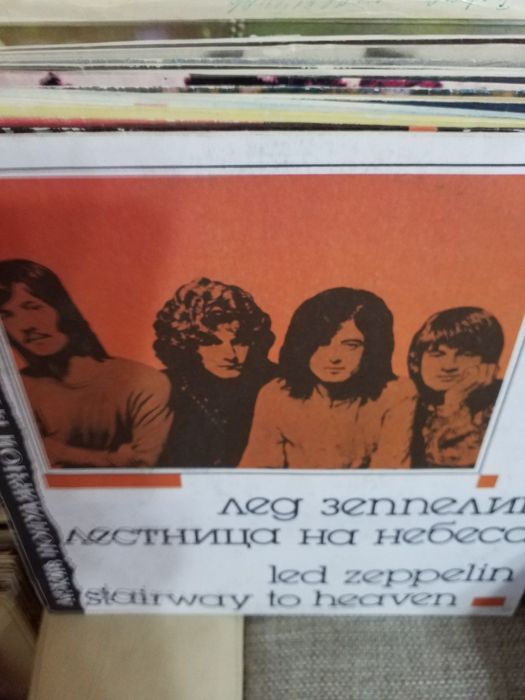 лед зеппелин
лестница на небеса
led zeppelin
stairway to heaven